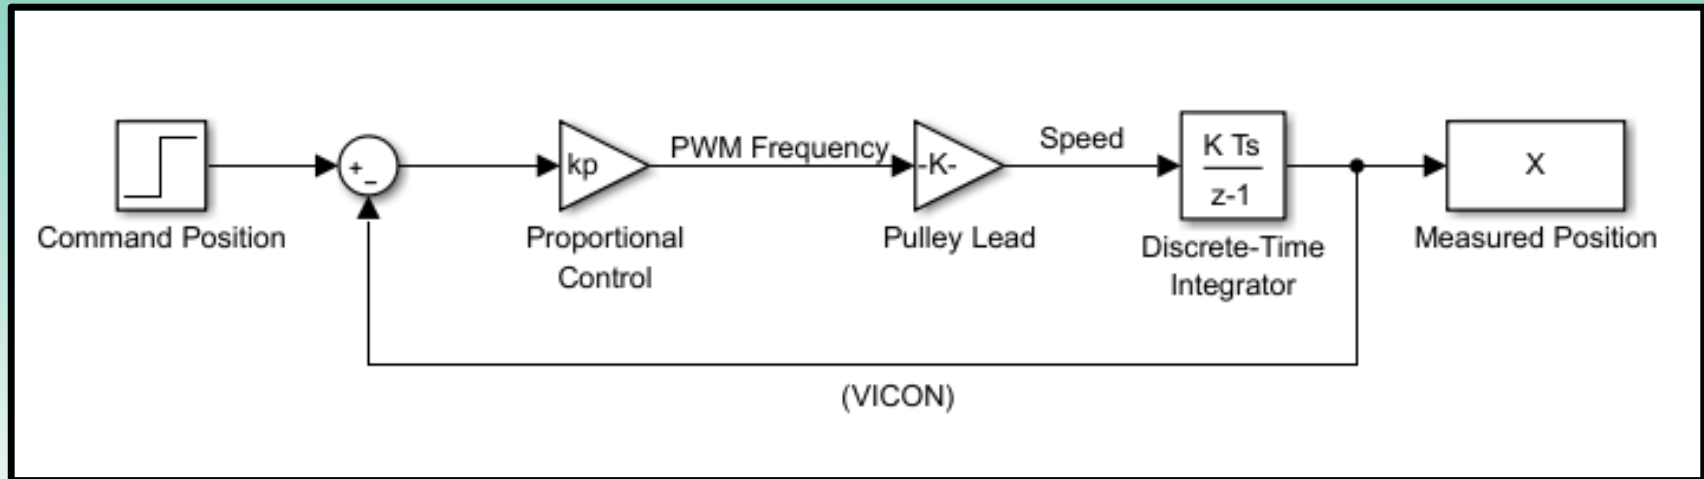 +
−
kp
PWM Frequency
-K-
Speed
K Ts
z-1
X
Command Position
Proportional
Control
Pulley Lead
Discrete-Time
Integrator
Measured Position
(VICON)